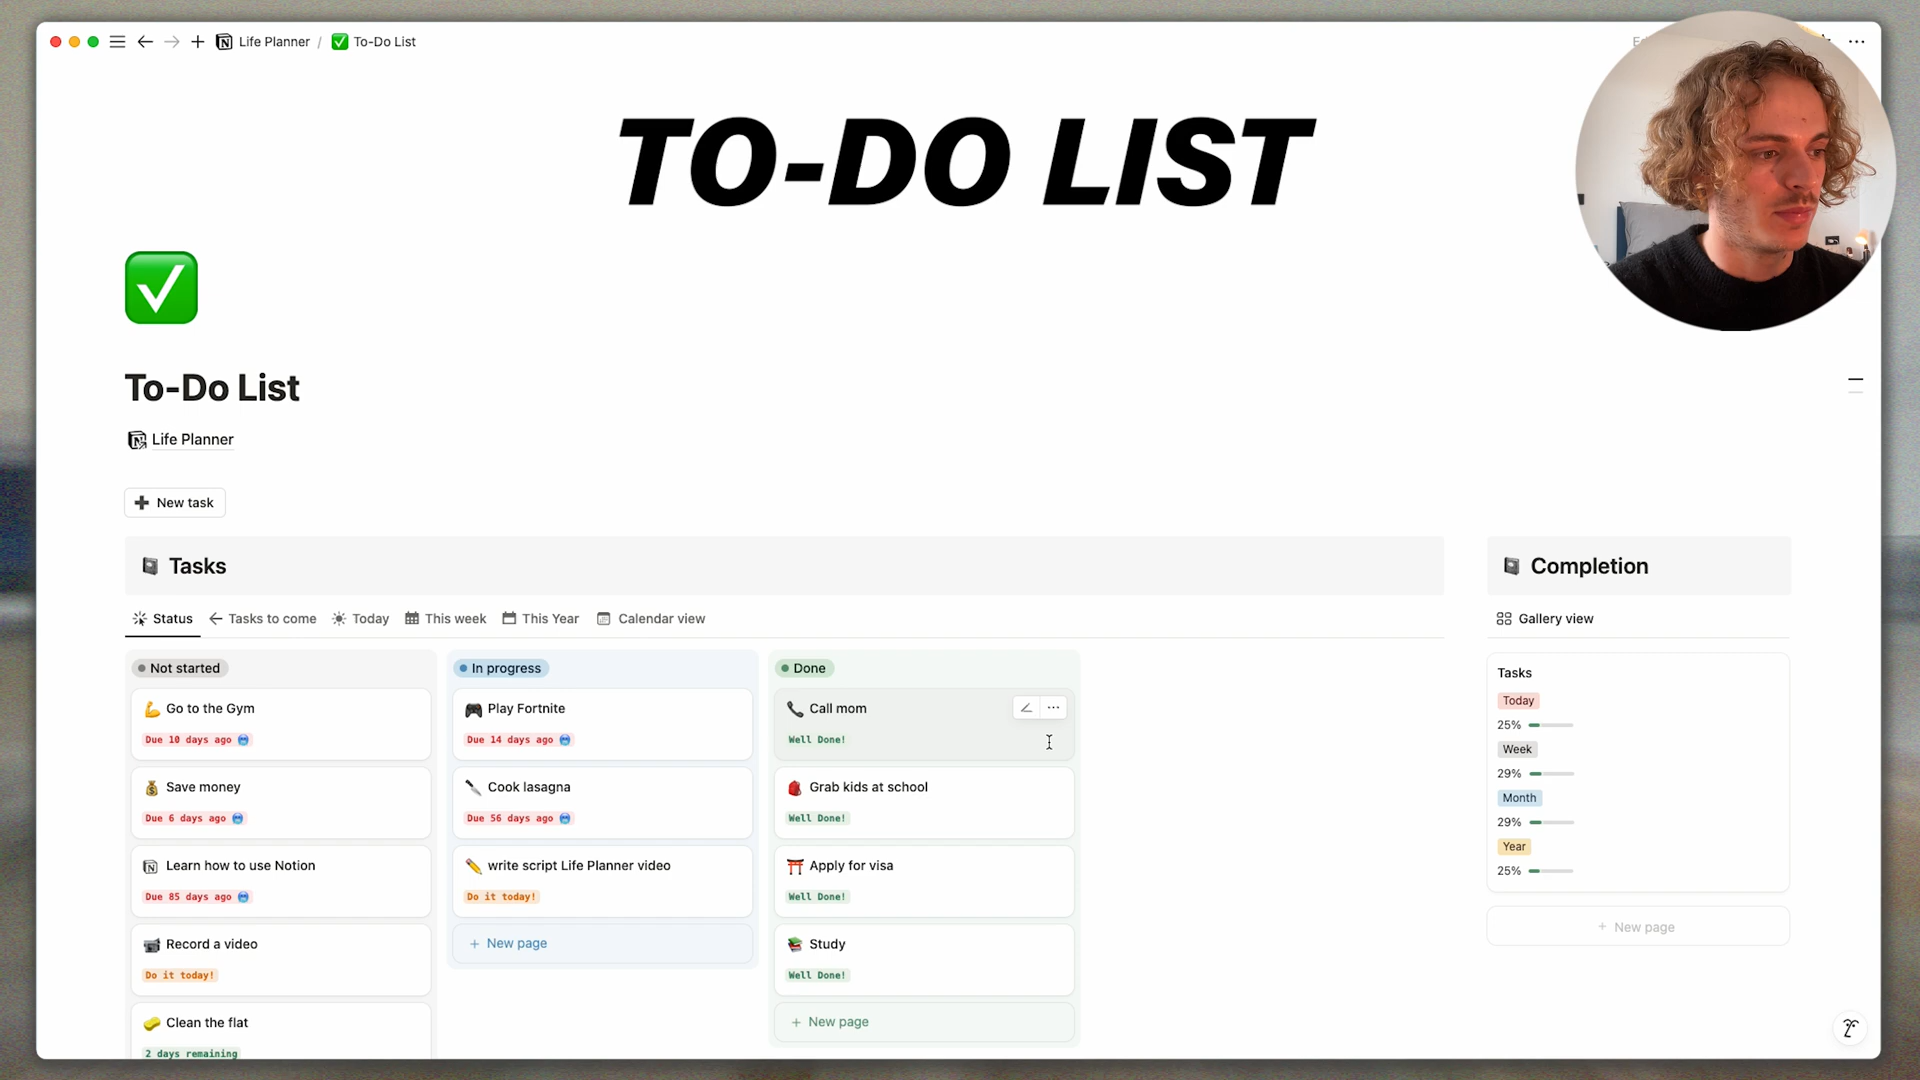 Life Planner / To-Do List
TO-DO LIST
To-Do List
Life Planner
New task
Tasks
Completion
Status
Tasks to come
Today
This week
This Year
Calendar view
Gallery view
Not started
Go to the Gym
Due 10 days ago
Save money
Due 6 days ago
Learn how to use Notion
Due 85 days ago
Record a video
Do it today!
Clean the flat
2 days remaining
In progress
Play Fortnite
Due 14 days ago
Cook lasagna
Due 56 days ago
write script Life Planner video
Do it today!
+ New page
Done
Call mom
Well Done!
Grab kids at school
Well Done!
Apply for visa
Well Done!
Study
Well Done!
+ New page
Tasks
Today
25%
Week
29%
Month
29%
Year
25%
+ New page